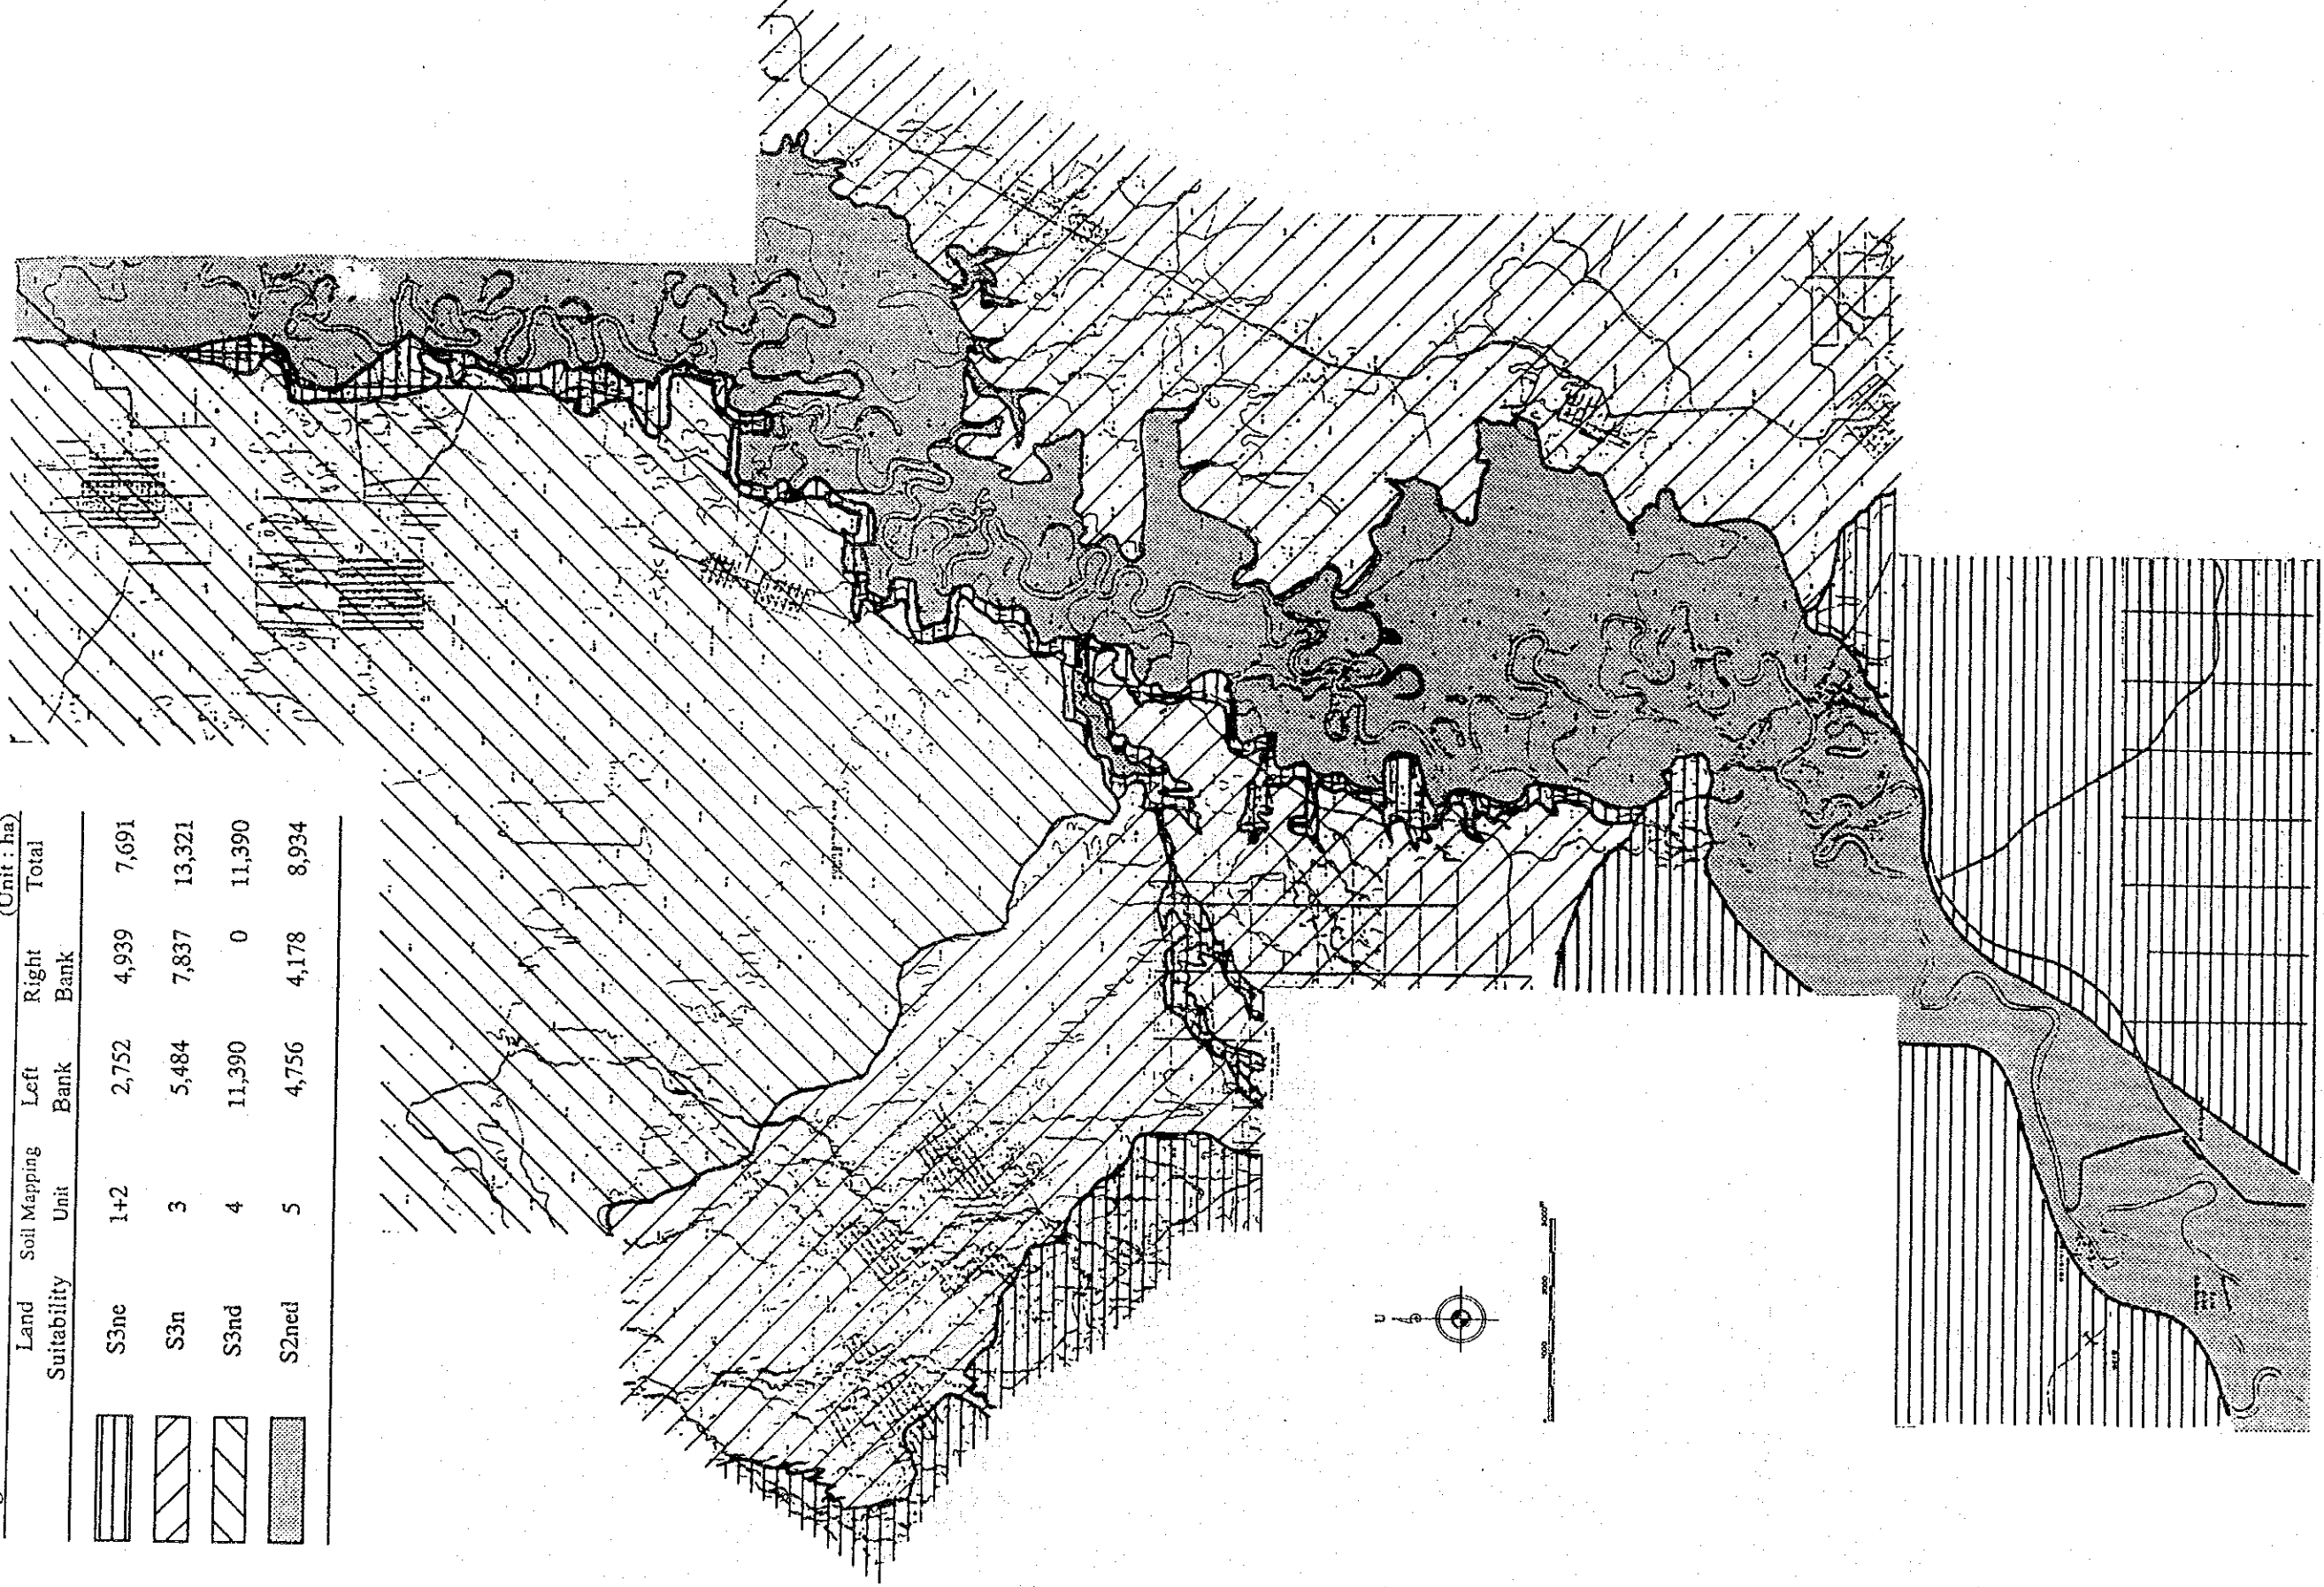 (Unit : ha)
Land Soil Mapping Left Right Total
Suitability Unit Bank Bank
S3ne 1+2 2,752 4,939 7,691
S3n 3 5,484 7,837 13,321
S3nd 4 11,390 0 11,390
S2ned 5 4,756 4,178 8,934
n